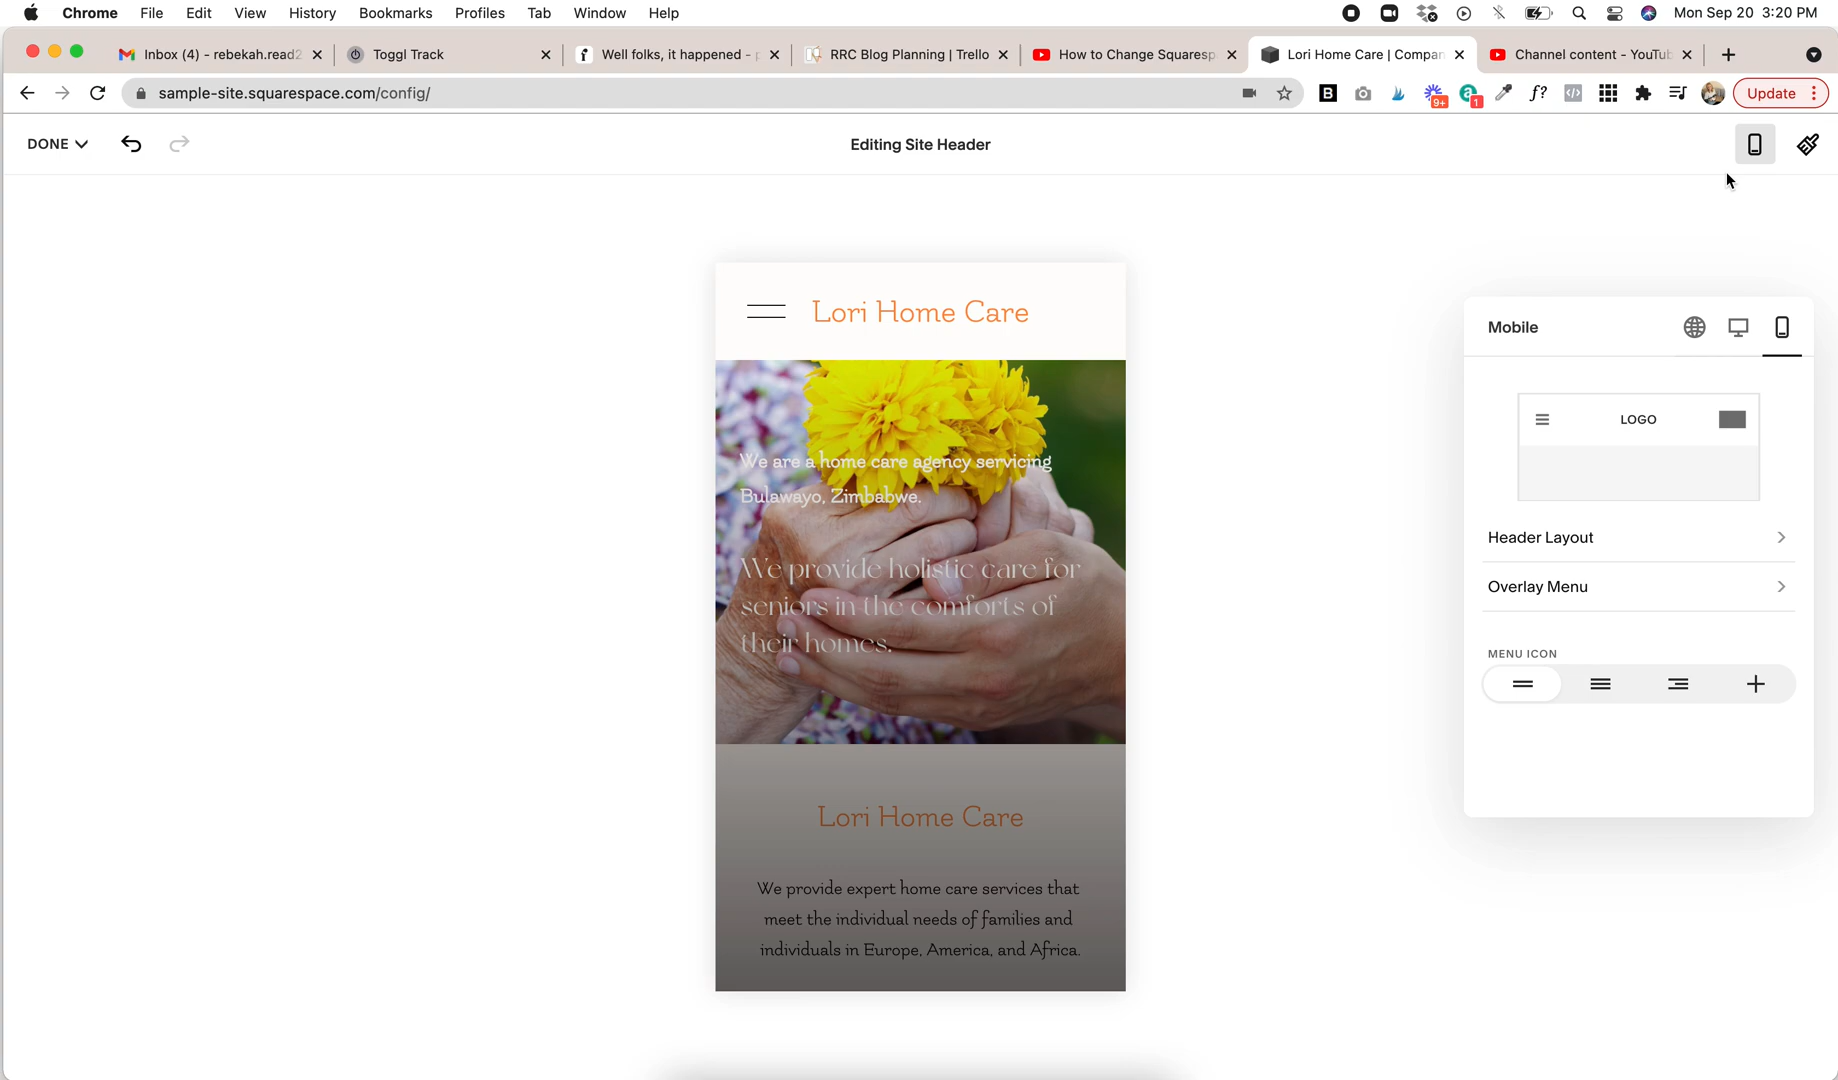 Chrome File Edit View History Bookmarks Profiles Tab Window Help Mon Sep 20 3:20 PM
Inbox (4) - rebekah.read2 Toggl Track Well folks, it happened - RRC Blog Planning | Trello How to Change Squaresp Lori Home Care | Compan Channel content - YouTub
sample-site.squarespace.com/config/ B 9+ a 1 f? Update
DONE Editing Site Header
Lori Home Care
We are a home care agency servicing
Bulawayo, Zimbabwe.
We provide holistic care for
seniors in the comforts of
their homes.
Lori Home Care
We provide expert home care services that
meet the individual needs of families and
individuals in Europe, America, and Africa.
Mobile
LOGO
Header Layout
Overlay Menu
MENU ICON